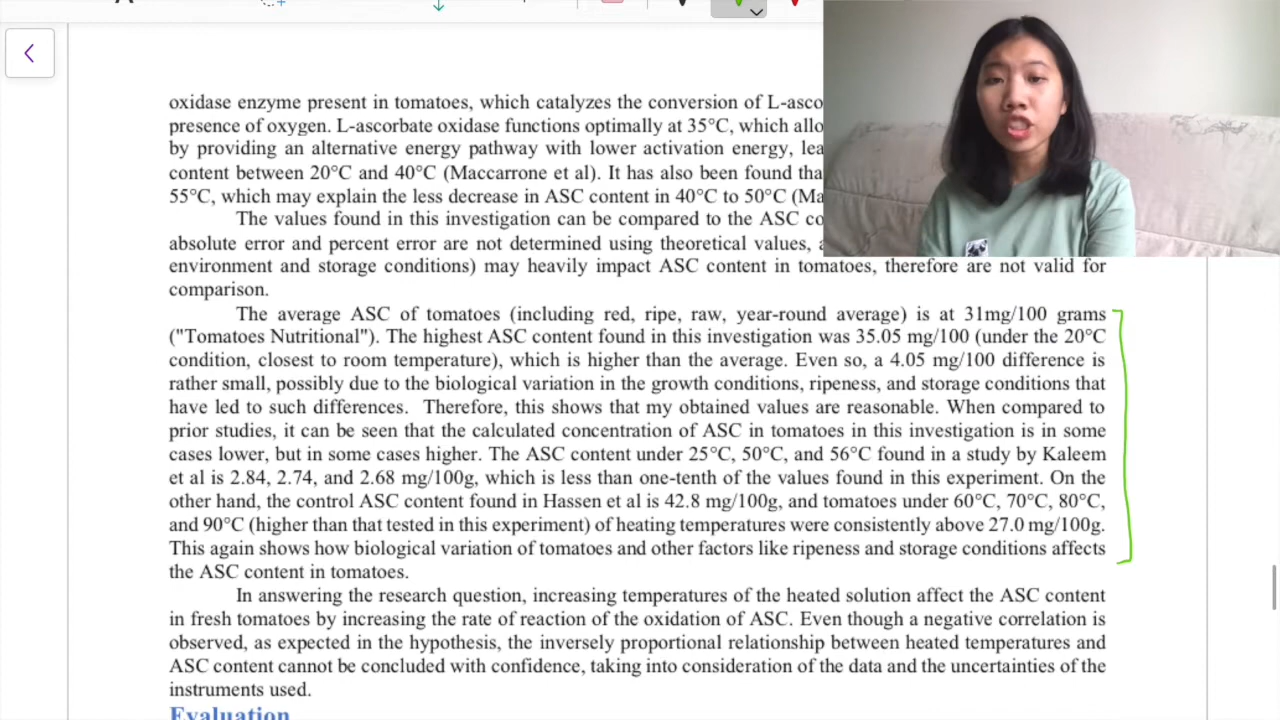 oxidase enzyme present in tomatoes, which catalyzes the conversion of L-asco
presence of oxygen. L-ascorbate oxidase functions optimally at 35°C, which allo
by providing an alternative energy pathway with lower activation energy, lea
content between 20°C and 40°C (Maccarrone et al). It has also been found tha
55°C, which may explain the less decrease in ASC content in 40°C to 50°C (Ma
The values found in this investigation can be compared to the ASC co
absolute error and percent error are not determined using theoretical values, a
environment and storage conditions) may heavily impact ASC content in tomatoes, therefore are not valid for
comparison.
The average ASC of tomatoes (including red, ripe, raw, year-round average) is at 31mg/100 grams
("Tomatoes Nutritional"). The highest ASC content found in this investigation was 35.05 mg/100 (under the 20°C
condition, closest to room temperature), which is higher than the average. Even so, a 4.05 mg/100 difference is
rather small, possibly due to the biological variation in the growth conditions, ripeness, and storage conditions that
have led to such differences. Therefore, this shows that my obtained values are reasonable. When compared to
prior studies, it can be seen that the calculated concentration of ASC in tomatoes in this investigation is in some
cases lower, but in some cases higher. The ASC content under 25°C, 50°C, and 56°C found in a study by Kaleem
et al is 2.84, 2.74, and 2.68 mg/100g, which is less than one-tenth of the values found in this experiment. On the
other hand, the control ASC content found in Hassen et al is 42.8 mg/100g, and tomatoes under 60°C, 70°C, 80°C,
and 90°C (higher than that tested in this experiment) of heating temperatures were consistently above 27.0 mg/100g.
This again shows how biological variation of tomatoes and other factors like ripeness and storage conditions affects
the ASC content in tomatoes.
In answering the research question, increasing temperatures of the heated solution affect the ASC content
in fresh tomatoes by increasing the rate of reaction of the oxidation of ASC. Even though a negative correlation is
observed, as expected in the hypothesis, the inversely proportional relationship between heated temperatures and
ASC content cannot be concluded with confidence, taking into consideration of the data and the uncertainties of the
instruments used.
Evaluation